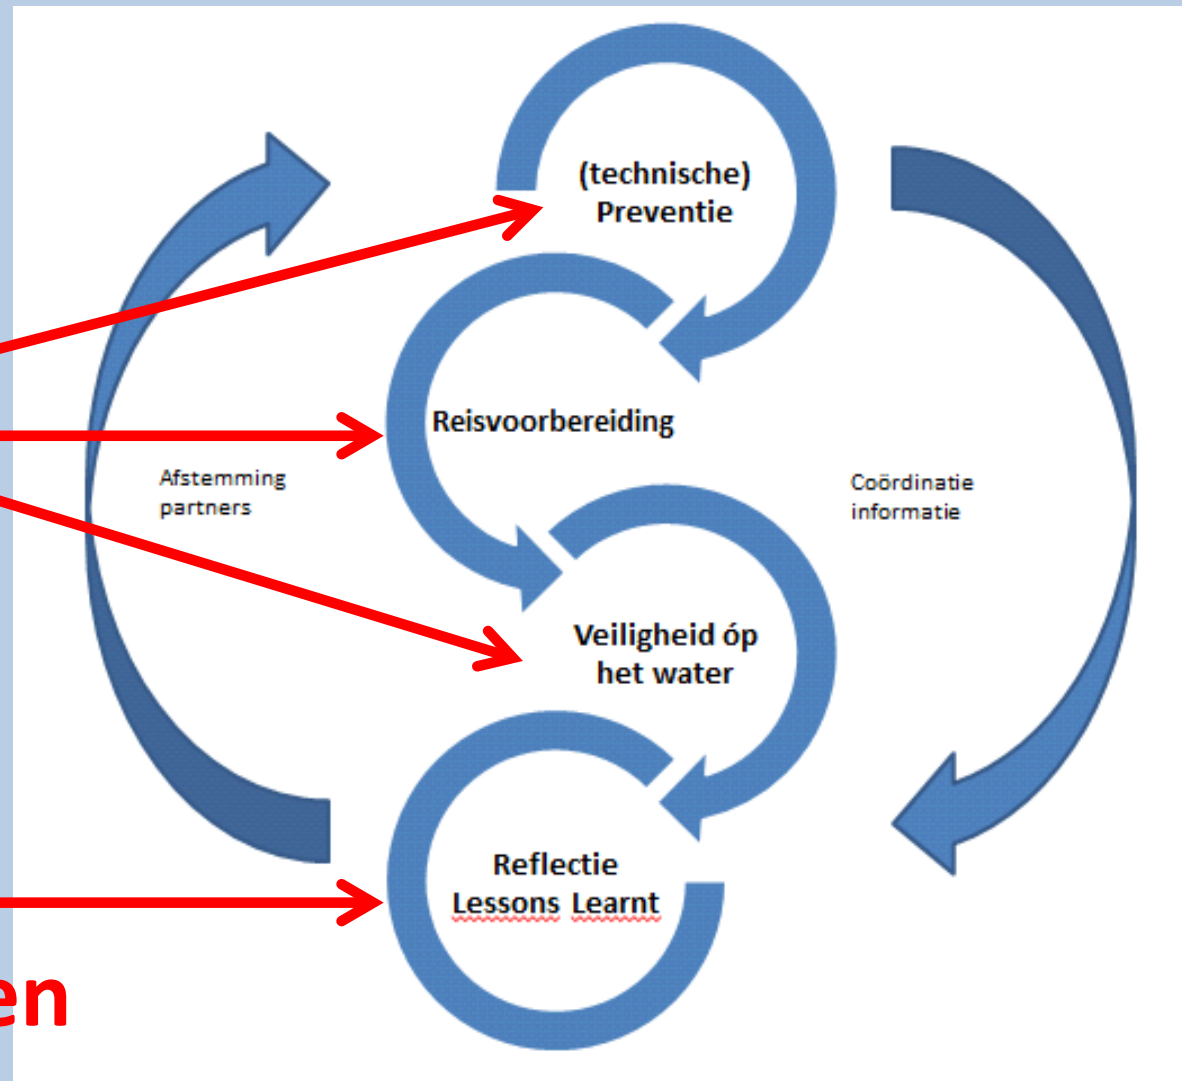 (technische)
Preventie
Reisvoorbereiding
Afstemming
partners
Coördinatie
informatie
Veiligheid óp
het water
Reflectie
Lessons Learnt
en